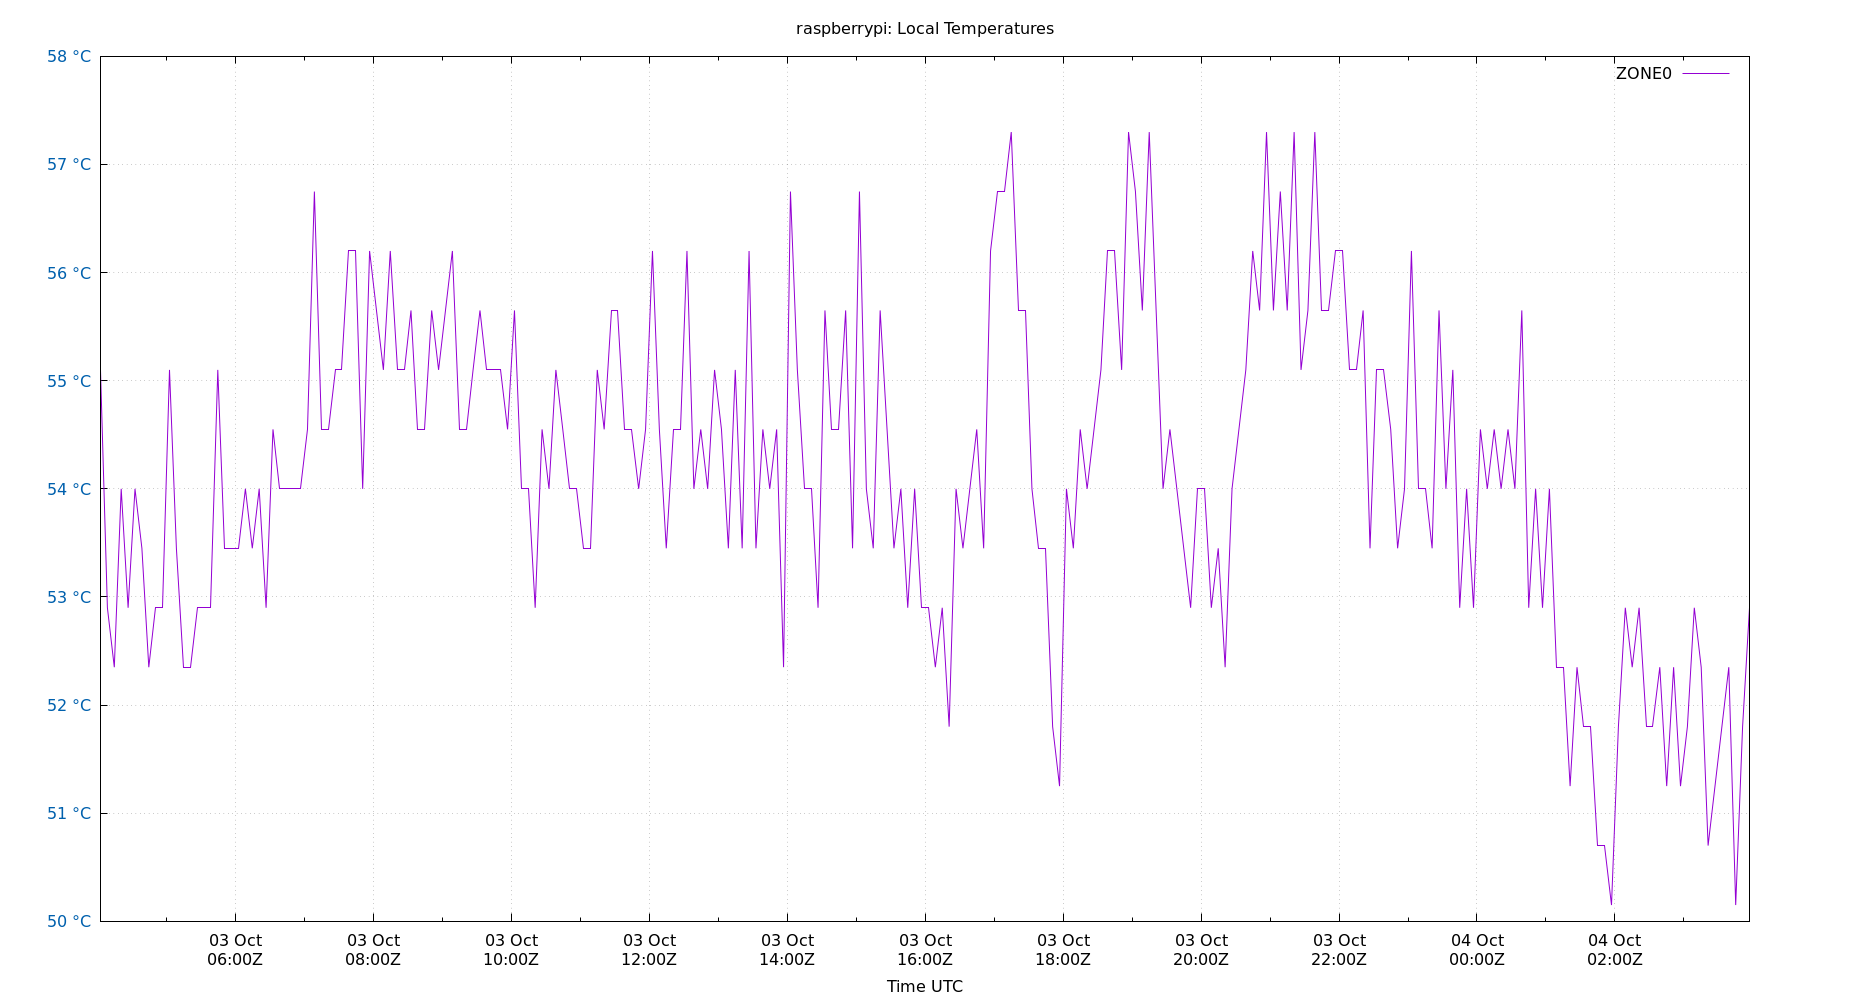 raspberrypi: Local Temperatures
ZONE0
58 °C
57 °C
56 °C
55 °C
54 °C
53 °C
52 °C
51 °C
50 °C
03 Oct 03 Oct 03 Oct 03 Oct 03 Oct 03 Oct 03 Oct 03 Oct 03 Oct 04 Oct 04 Oct
06:00Z 08:00Z 10:00Z 12:00Z 14:00Z 16:00Z 18:00Z 20:00Z 22:00Z 00:00Z 02:00Z
Time UTC